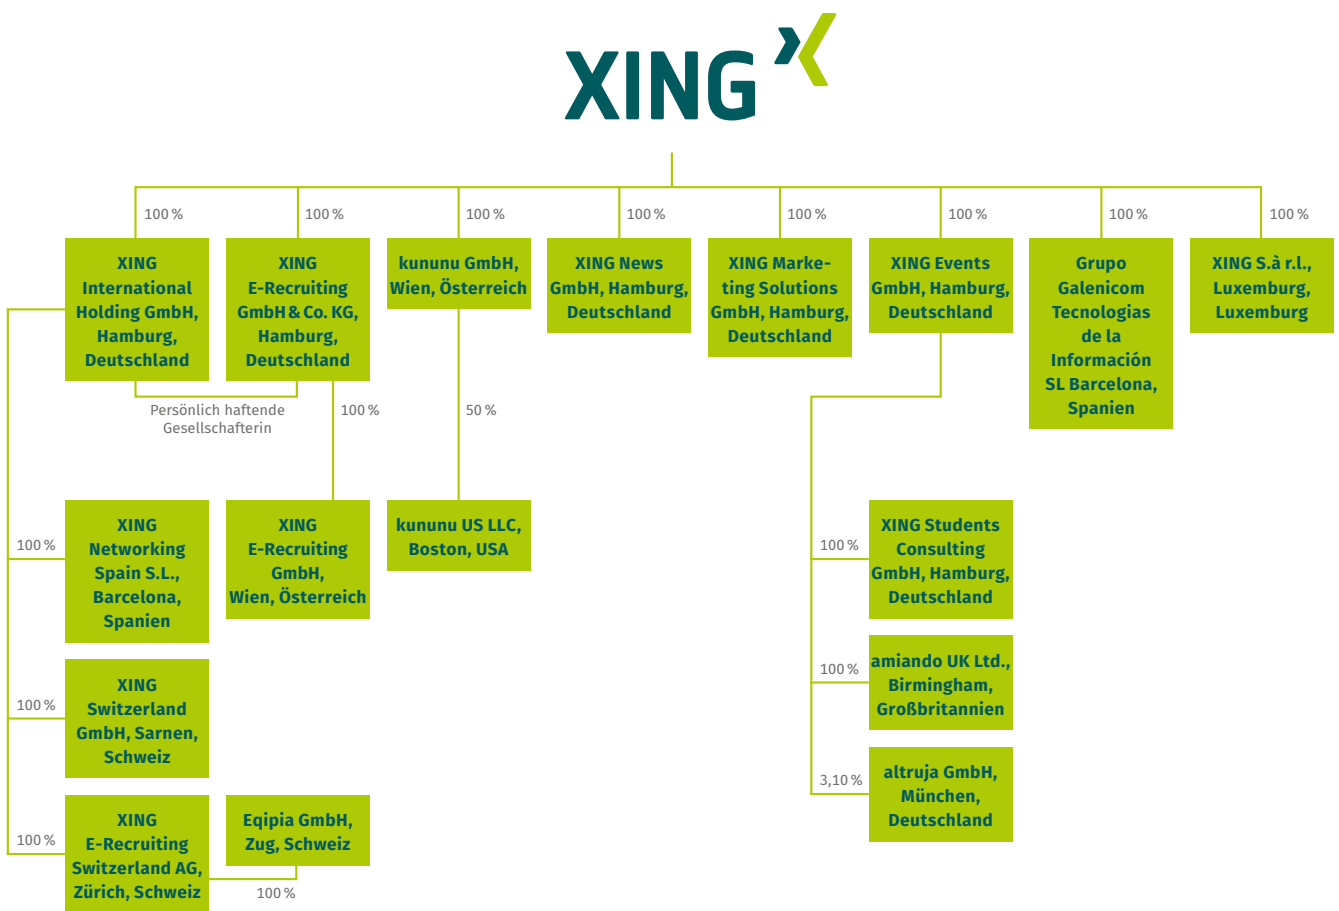 XING
100 %
100 %
100 %
100 %
100 %
100 %
100 %
100 %
XING
International
Holding GmbH,
Hamburg,
Deutschland
XING
E-Recruiting
GmbH & Co. KG,
Hamburg,
Deutschland
kununu GmbH,
Wien, Österreich
XING News
GmbH, Hamburg,
Deutschland
XING Marke-
ting Solutions
GmbH, Hamburg,
Deutschland
XING Events
GmbH, Hamburg,
Deutschland
Grupo
Galenicom
Tecnologias
de la
Información
SL Barcelona,
Spanien
XING S.à r.l.,
Luxemburg,
Luxemburg
Persönlich haftende
Gesellschafterin
100 %
50 %
100 %
XING
Networking
Spain S.L.,
Barcelona,
Spanien
XING
E-Recruiting
GmbH,
Wien, Österreich
kununu US LLC,
Boston, USA
100 %
XING Students
Consulting
GmbH, Hamburg,
Deutschland
100 %
XING
Switzerland
GmbH, Sarnen,
Schweiz
100 %
amiando UK Ltd.,
Birmingham,
Großbritannien
3,10 %
altruja GmbH,
München,
Deutschland
100 %
XING
E-Recruiting
Switzerland AG,
Zürich, Schweiz
Eqipia GmbH,
Zug, Schweiz
100 %